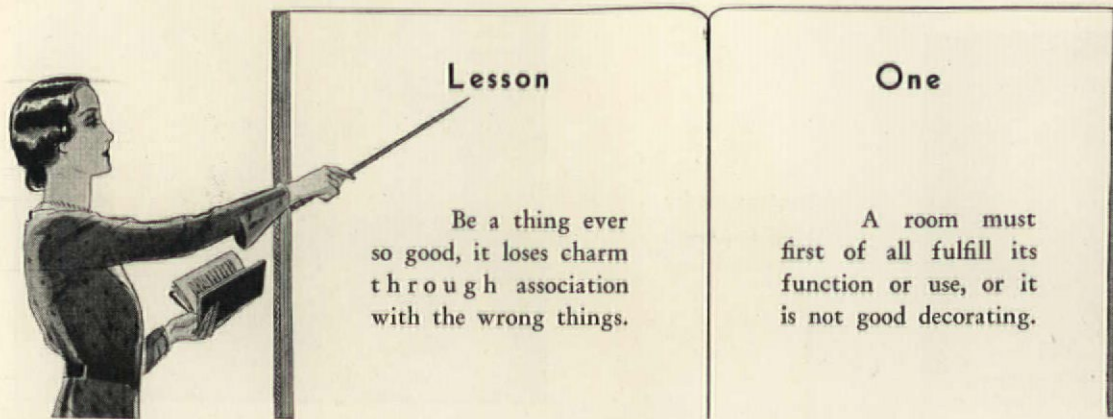 Lesson
Be a thing ever
so good, it loses charm
through association
with the wrong things.
One
A room must
first of all fulfill its
function or use, or it
is not good decorating.